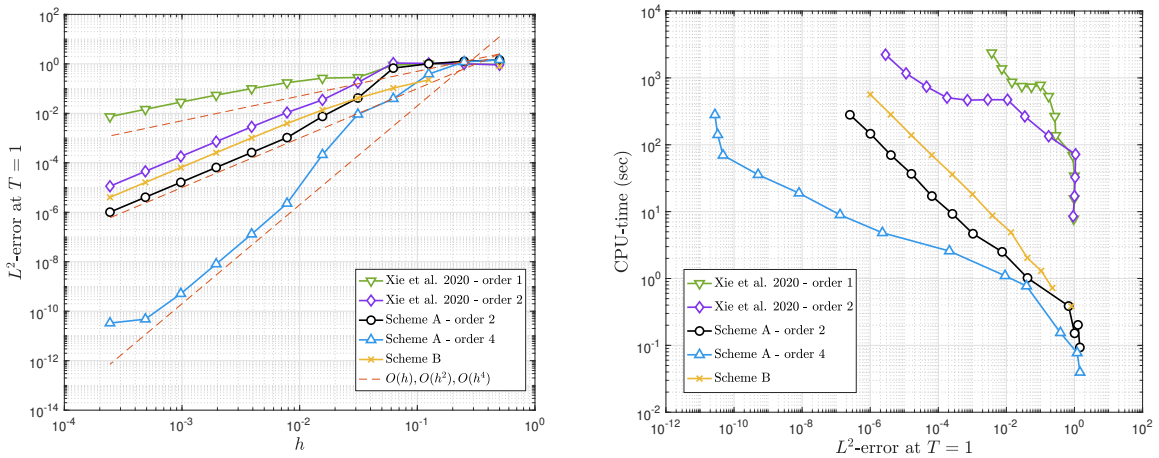 10^2
10^0
10^-2
10^-4
10^-6
10^-8
10^-10
10^-12
10^-14
10^-4
10^-3
10^-2
10^-1
10^0
L^2-error at T = 1
h
Xie et al. 2020 - order 1
Xie et al. 2020 - order 2
Scheme A - order 2
Scheme A - order 4
Scheme B
O(h), O(h^2), O(h^4)
10^4
10^3
10^2
10^1
10^0
10^-1
10^-2
10^-12
10^-10
10^-8
10^-6
10^-4
10^-2
10^0
10^2
CPU-time (sec)
L^2-error at T = 1
Xie et al. 2020 - order 1
Xie et al. 2020 - order 2
Scheme A - order 2
Scheme A - order 4
Scheme B